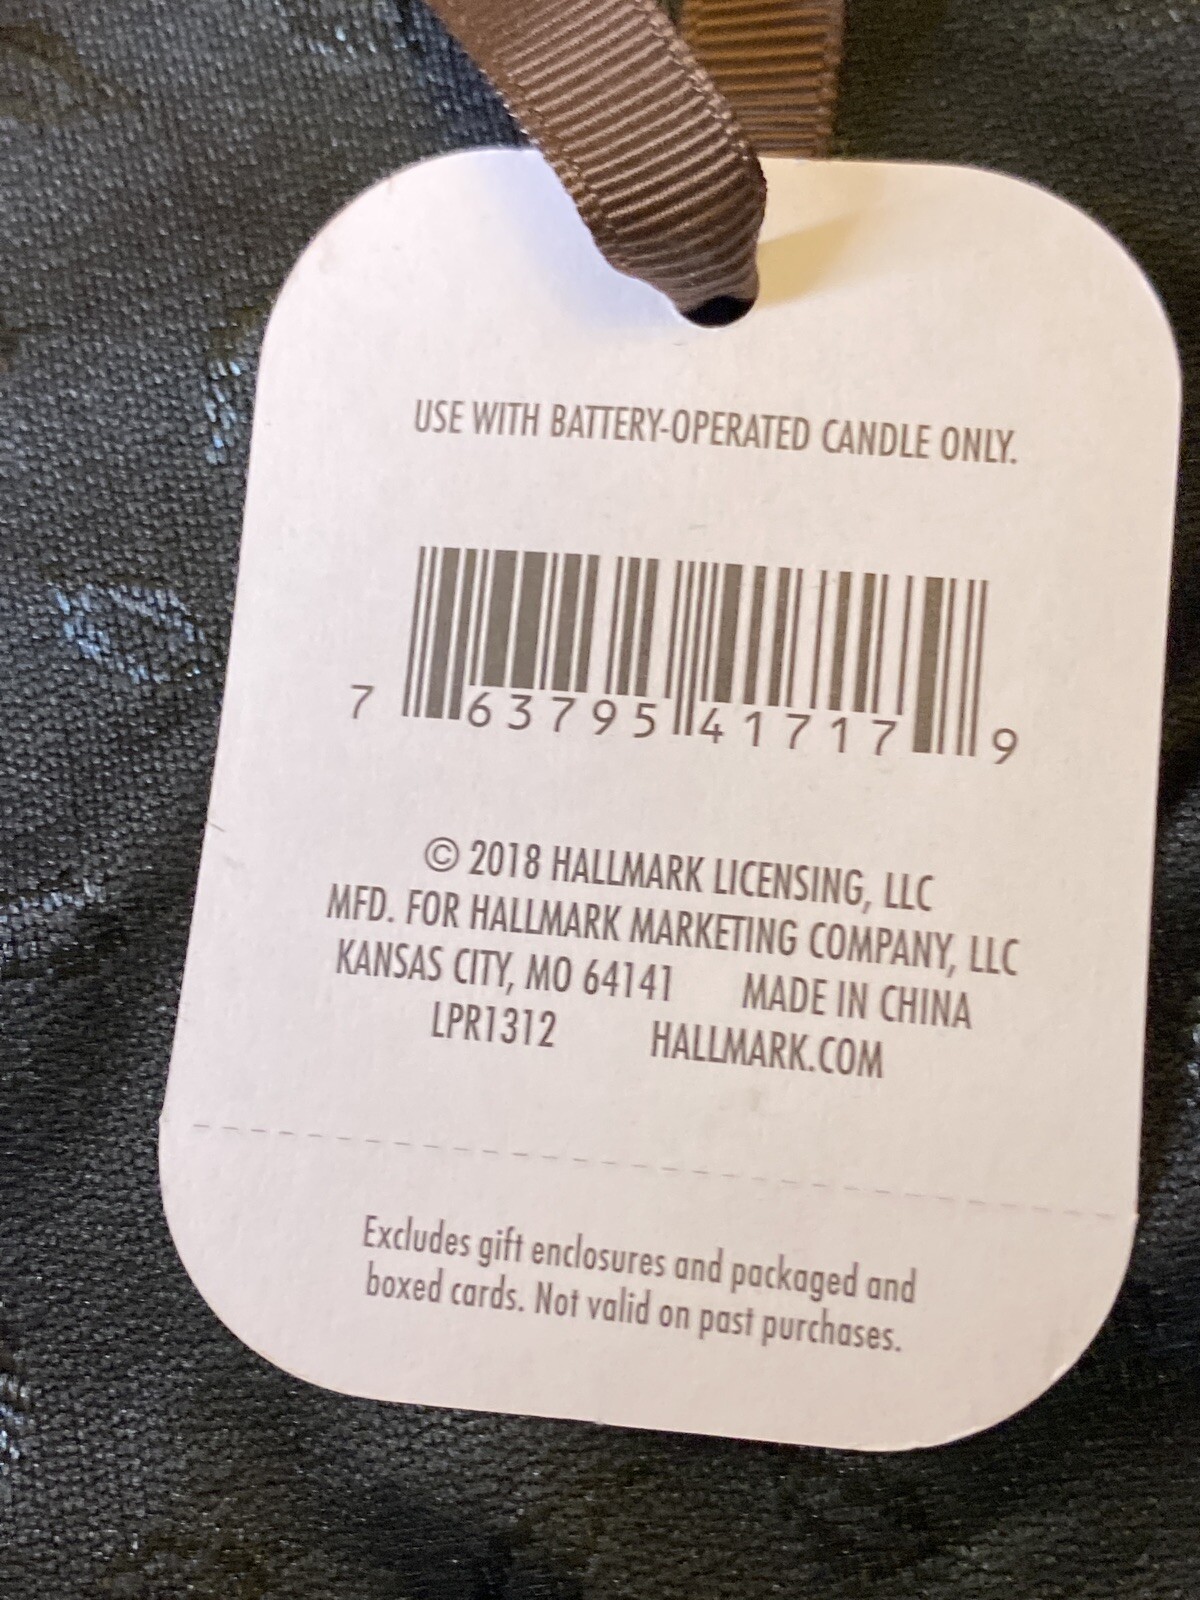 USE WITH BATTERY-OPERATED CANDLE ONLY.
7 63795 41717 9
© 2018 HALLMARK LICENSING, LLC
MFD. FOR HALLMARK MARKETING COMPANY, LLC
KANSAS CITY, MO 64141 MADE IN CHINA
LPR1312 HALLMARK.COM
Excludes gift enclosures and packaged and
boxed cards. Not valid on past purchases.